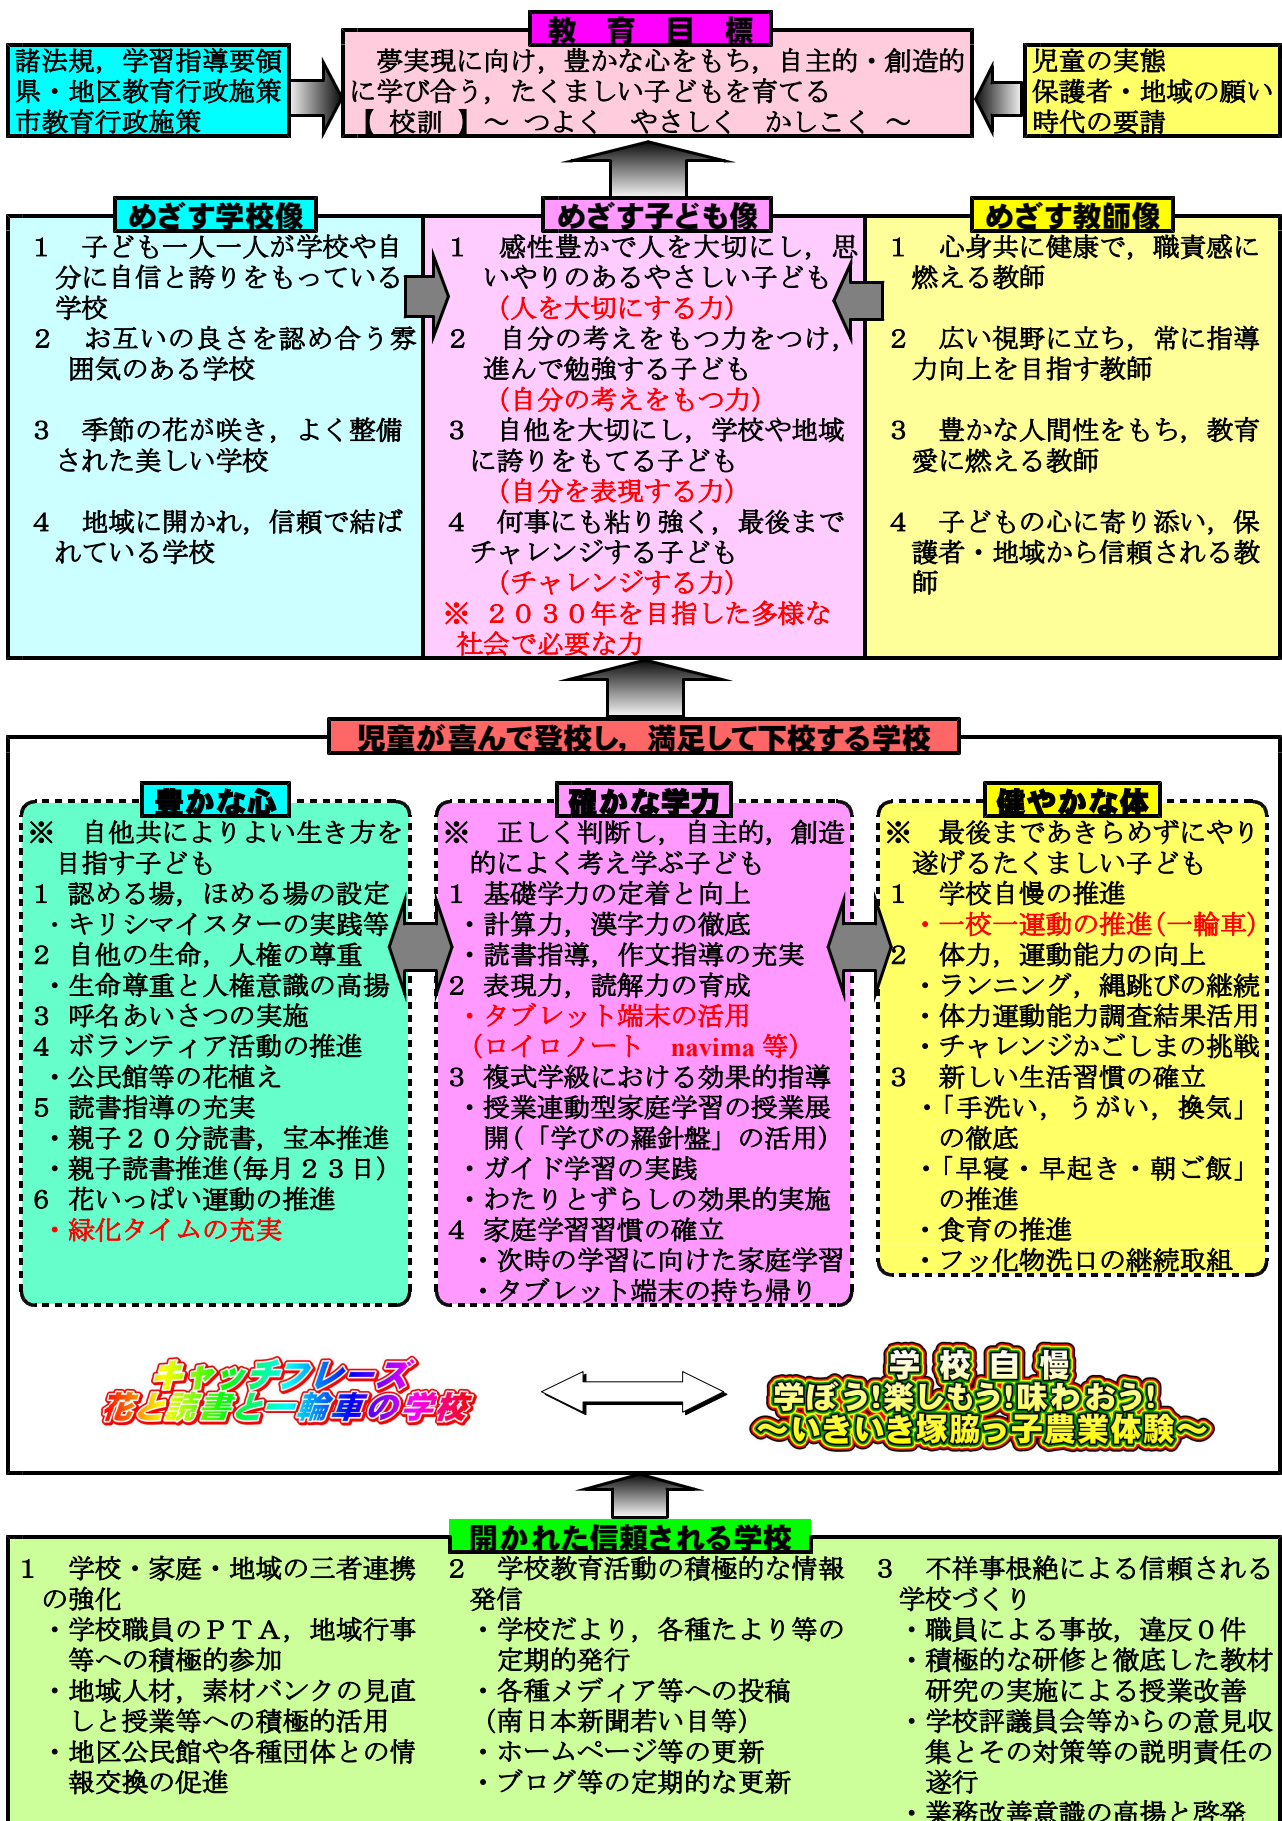 教　育　目　標
諸法規，学習指導要領
県・地区教育行政施策
市教育行政施策
夢実現に向け，豊かな心をもち，自主的・創造的
に学び合う，たくましい子どもを育てる
【 校訓 】～ つよく　やさしく　かしこく ～
児童の実態
保護者・地域の願い
時代の要請
めざす学校像
１　子ども一人一人が学校や自
分に自信と誇りをもっている
学校
２　お互いの良さを認め合う雰
囲気のある学校
３　季節の花が咲き，よく整備
された美しい学校
４　地域に開かれ，信頼で結ば
れている学校
めざす子ども像
１　感性豊かで人を大切にし，思
いやりのあるやさしい子ども
（人を大切にする力）
２　自分の考えをもつ力をつけ，
進んで勉強する子ども
（自分の考えをもつ力）
３　自他を大切にし，学校や地域
に誇りをもてる子ども
（自分を表現する力）
４　何事にも粘り強く，最後まで
チャレンジする子ども
（チャレンジする力）
※ ２０３０年を目指した多様な
社会で必要な力
めざす教師像
１　心身共に健康で，職責感に
燃える教師
２　広い視野に立ち，常に指導
力向上を目指す教師
３　豊かな人間性をもち，教育
愛に燃える教師
４　子どもの心に寄り添い，保
護者・地域から信頼される教
師
児童が喜んで登校し，満足して下校する学校
豊かな心
※　自他共によりよい生き方を
目指す子ども
１ 認める場，ほめる場の設定
・キリシマイスターの実践等
２ 自他の生命，人権の尊重
・生命尊重と人権意識の高揚
３ 呼名あいさつの実施
４ ボランティア活動の推進
・公民館等の花植え
５ 読書指導の充実
・親子２０分読書，宝本推進
・親子読書推進（毎月２３日）
６ 花いっぱい運動の推進
・緑化タイムの充実
確かな学力
※　正しく判断し，自主的，創造
的によく考え学ぶ子ども
１ 基礎学力の定着と向上
・計算力，漢字力の徹底
・読書指導，作文指導の充実
２ 表現力，読解力の育成
・タブレット端末の活用
（ロイロノート　navima 等）
３ 複式学級における効果的指導
・授業連動型家庭学習の授業展
開（「学びの羅針盤」の活用）
・ガイド学習の実践
・わたりとずらしの効果的実施
４ 家庭学習習慣の確立
・次時の学習に向けた家庭学習
・タブレット端末の持ち帰り
健やかな体
※　最後まであきらめずにやり
遂げるたくましい子ども
１　学校自慢の推進
・一校一運動の推進（一輪車）
２　体力，運動能力の向上
・ランニング，縄跳びの継続
・体力運動能力調査結果活用
・チャレンジかごしまの挑戦
３　新しい生活習慣の確立
・「手洗い，うがい，換気」
の徹底
・「早寝・早起き・朝ご飯」
の推進
・食育の推進
・フッ化物洗口の継続取組
キャッチフレーズ
花と読書と一輪車の学校
学 校 自 慢
学ぼう!楽しもう!味わおう!
～いきいき塚脇っ子農業体験～
開かれた信頼される学校
１　学校・家庭・地域の三者連携
の強化
・学校職員のＰＴＡ，地域行事
等への積極的参加
・地域人材，素材バンクの見直
しと授業等への積極的活用
・地区公民館や各種団体との情
報交換の促進
２　学校教育活動の積極的な情報
発信
・学校だより，各種たより等の
定期的発行
・各種メディア等への投稿
（南日本新聞若い目等）
・ホームページ等の更新
・ブログ等の定期的な更新
３　不祥事根絶による信頼される
学校づくり
・職員による事故，違反０件
・積極的な研修と徹底した教材
研究の実施による授業改善
・学校評議員会等からの意見収
集とその対策等の説明責任の
遂行
・業務改善意識の高揚と啓発